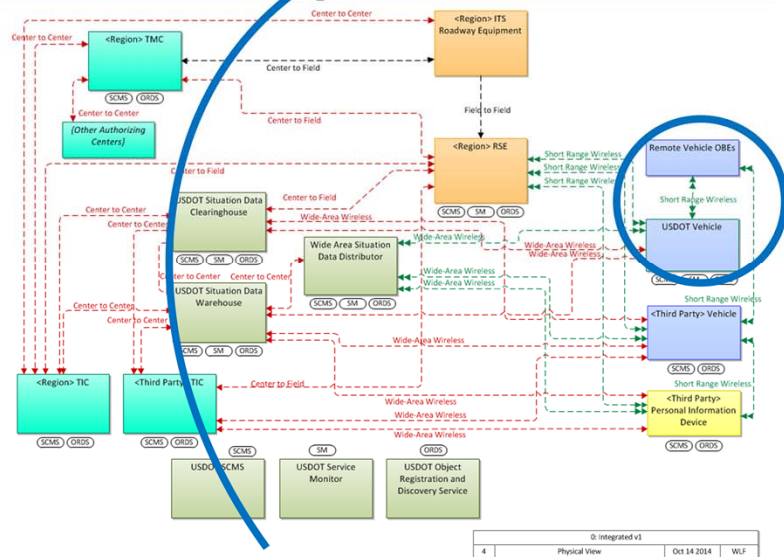 Center to Center
<Region> ITS
Roadway Equipment
Center to Center
<Region> TMC
Center to Field
SCMS
ORDS
Center to Center
{Other Authorizing
Centers}
Center to Field
Field to Field
<Region> RSE
SCMS
SM
ORDS
Short Range Wireless
Short Range Wireless
Short Range Wireless
Remote Vehicle OBEs
Short Range Wireless
USDOT Vehicle
SCMS
SM
ORDS
Center to Field
Center to Field
Wide-Area Wireless
Center to Center
Center to Center
USDOT Situation Data
Clearinghouse
SCMS
SM
ORDS
Wide Area Situation
Data Distributor
SCMS
SM
ORDS
Wide-Area Wireless
Wide-Area Wireless
Wide-Area Wireless
Wide-Area Wireless
Wide-Area Wireless
Center to Center
Center to Center
USDOT Situation Data
Warehouse
SCMS
SM
ORDS
Center to Center
Center to Center
Short Range Wireless
<Third Party> Vehicle
SCMS
ORDS
Wide-Area Wireless
<Region> TIC
SCMS
ORDS
<Third Party> TIC
SCMS
ORDS
Center to Field
Wide-Area Wireless
Wide-Area Wireless
Wide-Area Wireless
Short Range Wireless
<Third Party>
Personal Information
Device
SCMS
ORDS
SCMS
USDOT SCMS
SM
USDOT Service
Monitor
ORDS
USDOT Object
Registration and
Discovery Service
0: Integrated v1
4
Physical View
Oct 14 2014
WLF